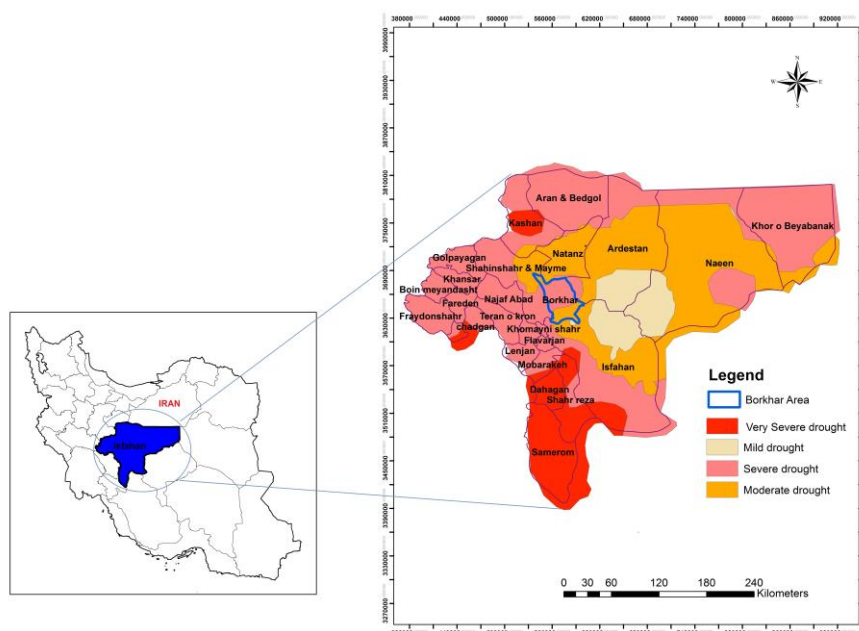 380000 440000 500000 560000 620000 680000 740000 800000 860000 920000
3990000
3930000
3870000
3810000
3750000
3690000
3630000
3570000
3510000
3450000
3390000
3330000
3270000
N
W E
S
Aran & Bedgol
Kashan
Khor o Beyabanak
Natanz
Ardestan
Golpayagan
Naeen
Shahinshahr & Mayme
Khansar
Boin meyandasht
Najaf Abad
Borkhar
Fareden
Fraydonshahr
Teran o kron
chadgan
Khomayni shahr
Flavarjan
Lenjan
Isfahan
Mobarakeh
Dahagan
Shahr reza
Samerom
IRAN
Isfahan
Legend
Borkhar Area
Very Severe drought
Mild drought
Severe drought
Moderate drought
0 30 60 120 180 240
Kilometers